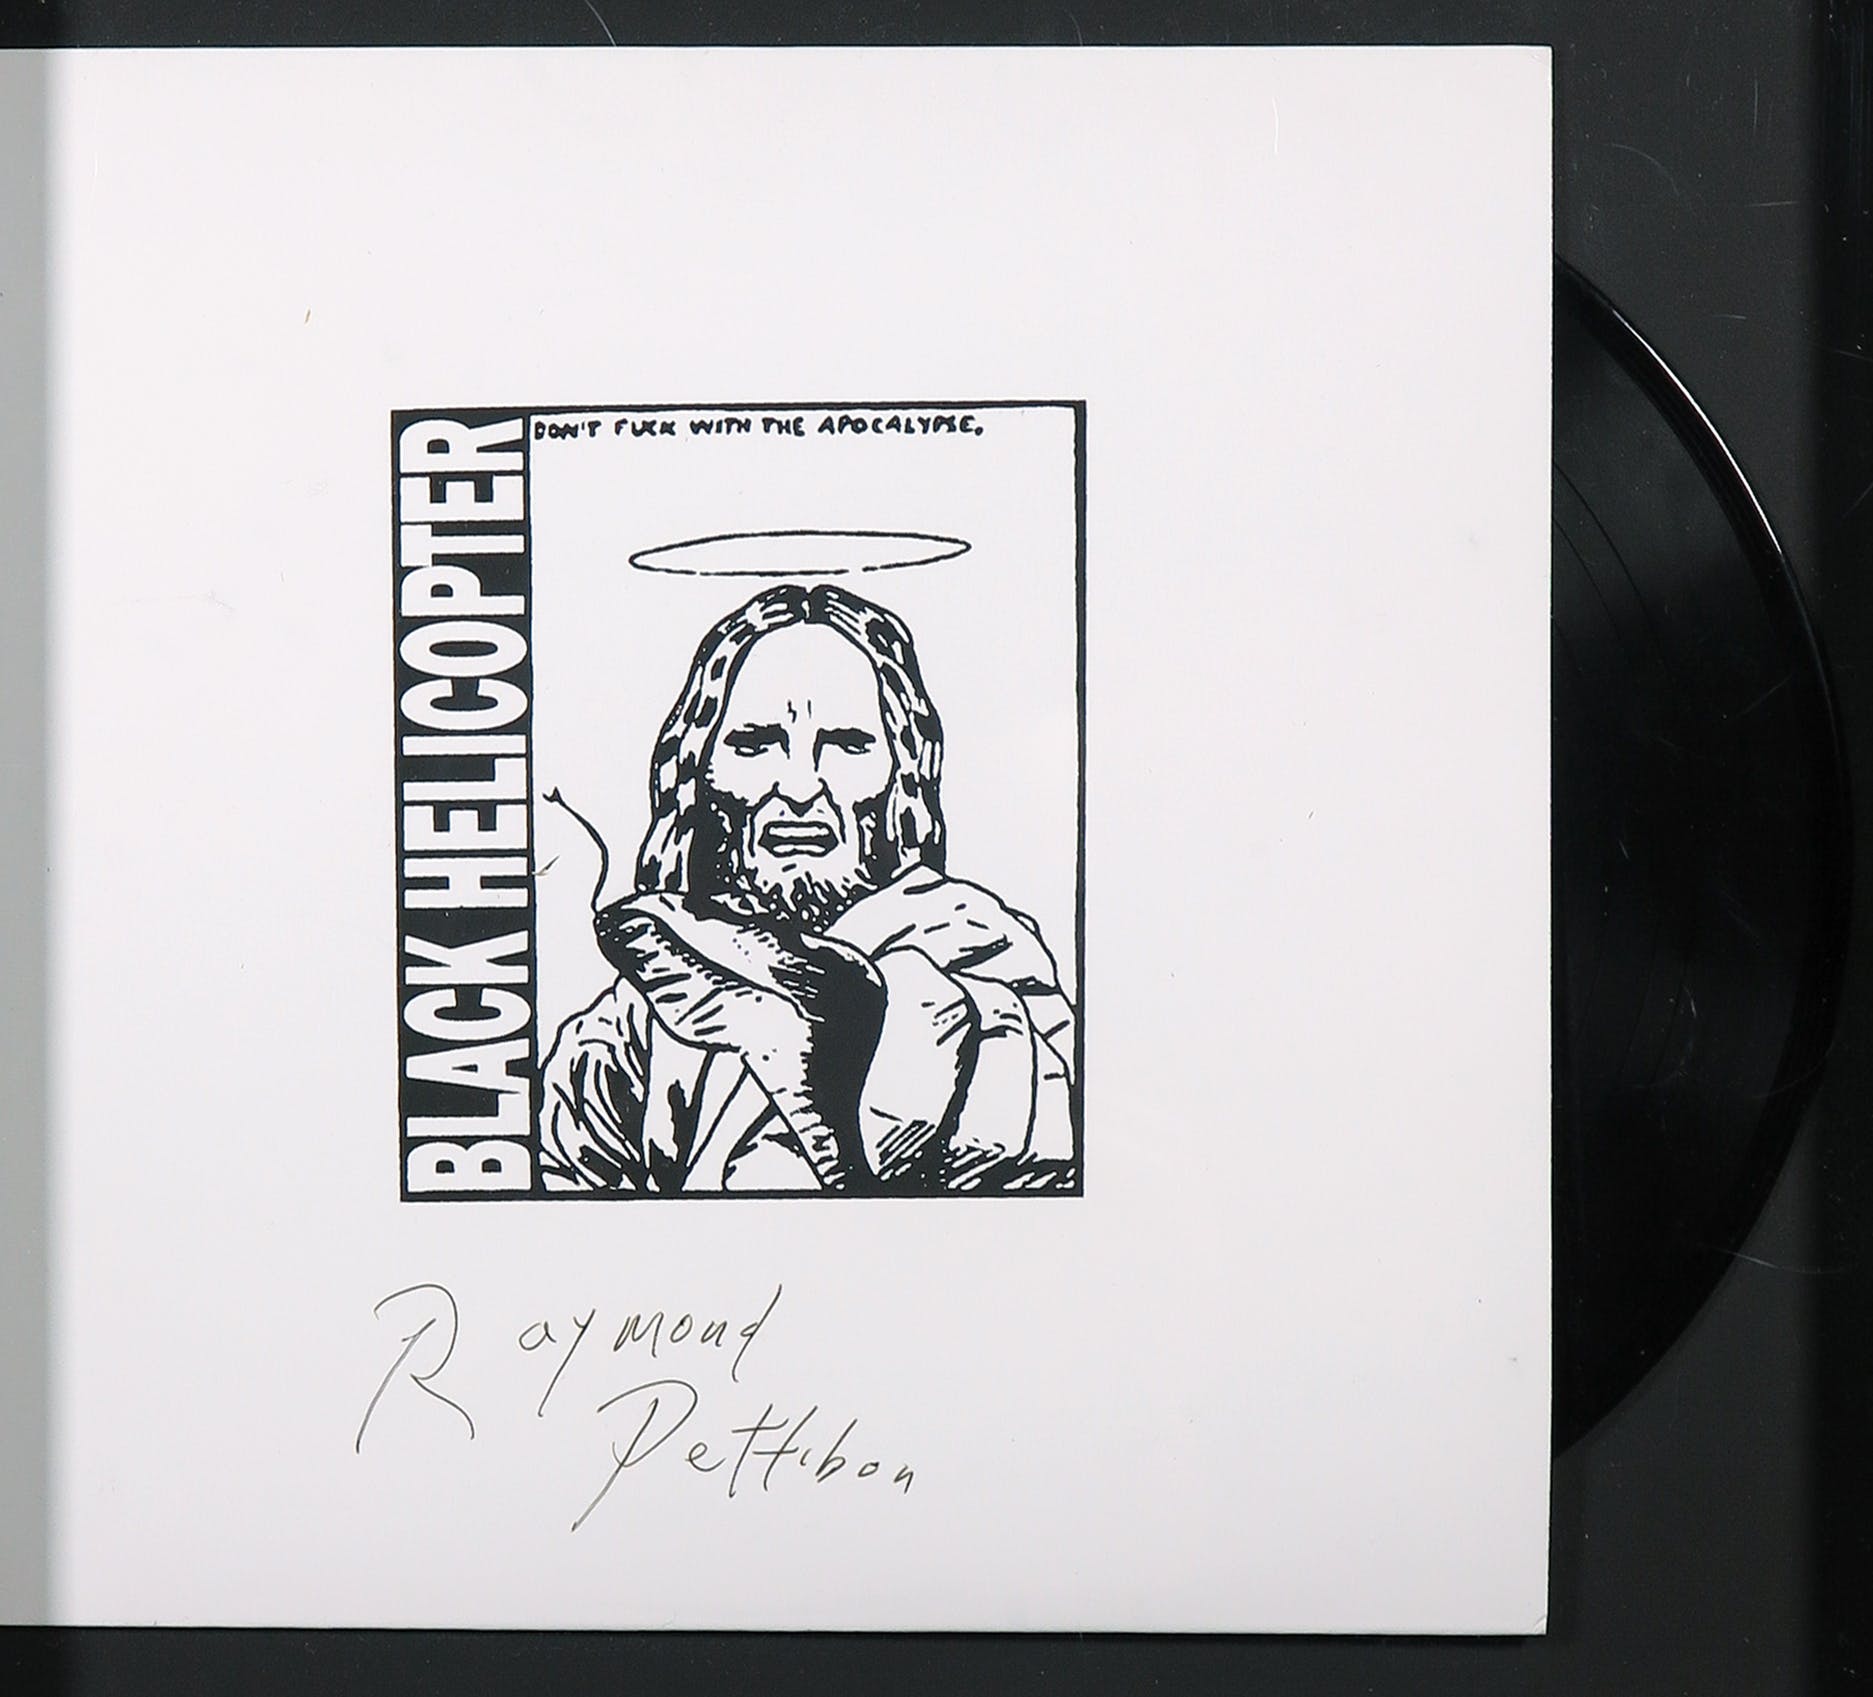 BLACK HELICOPTER
DON'T FUCK WITH THE APOCALYPSE.
Raymond
Pettibon